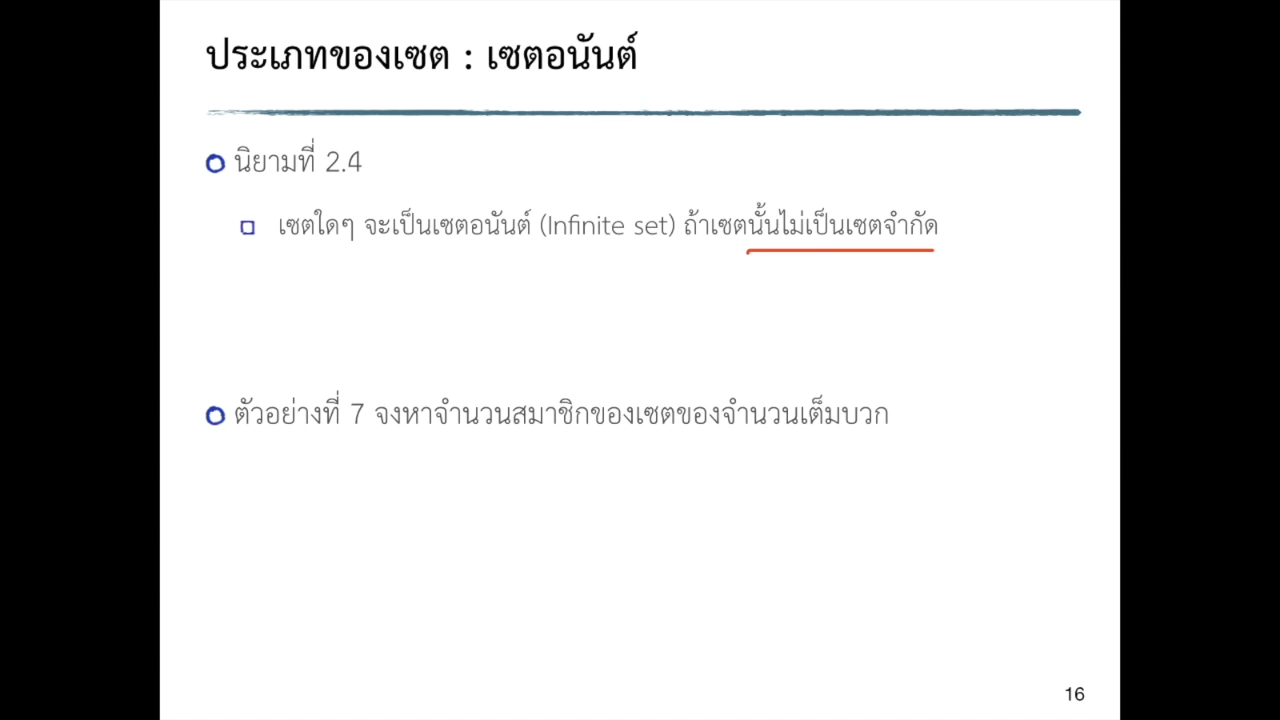 ประเภทของเซต : เซตอนันต์
นิยามที่ 2.4
เซตใดๆ จะเป็นเซตอนันต์ (Infinite set) ถ้าเซตนั้นไม่เป็นเซตจำกัด
ตัวอย่างที่ 7 จงหาจำนวนสมาชิกของเซตของจำนวนเต็มบวก
16